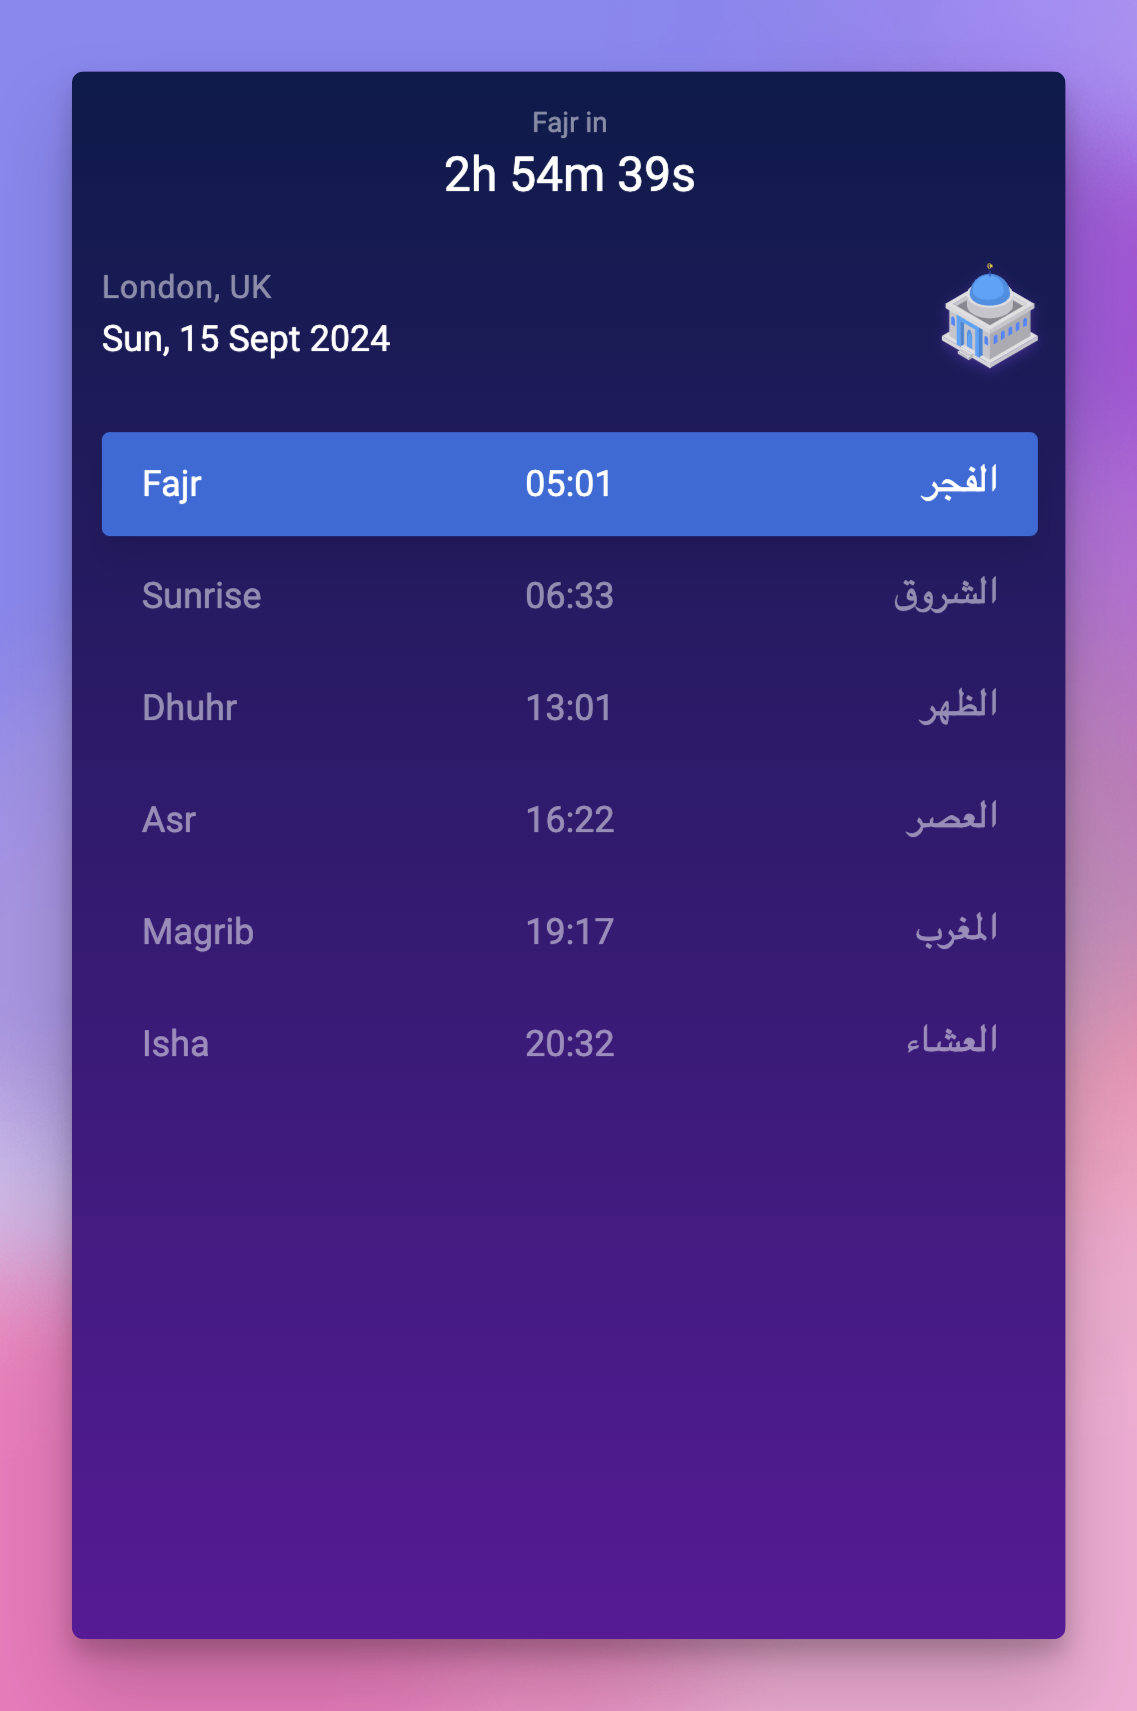 Fajr in
2h 54m 39s
London, UK
Sun, 15 Sept 2024
Fajr 05:01 الفجر
Sunrise 06:33 الشروق
Dhuhr 13:01 الظهر
Asr 16:22 العصر
Magrib 19:17 المغرب
Isha 20:32 العشاء